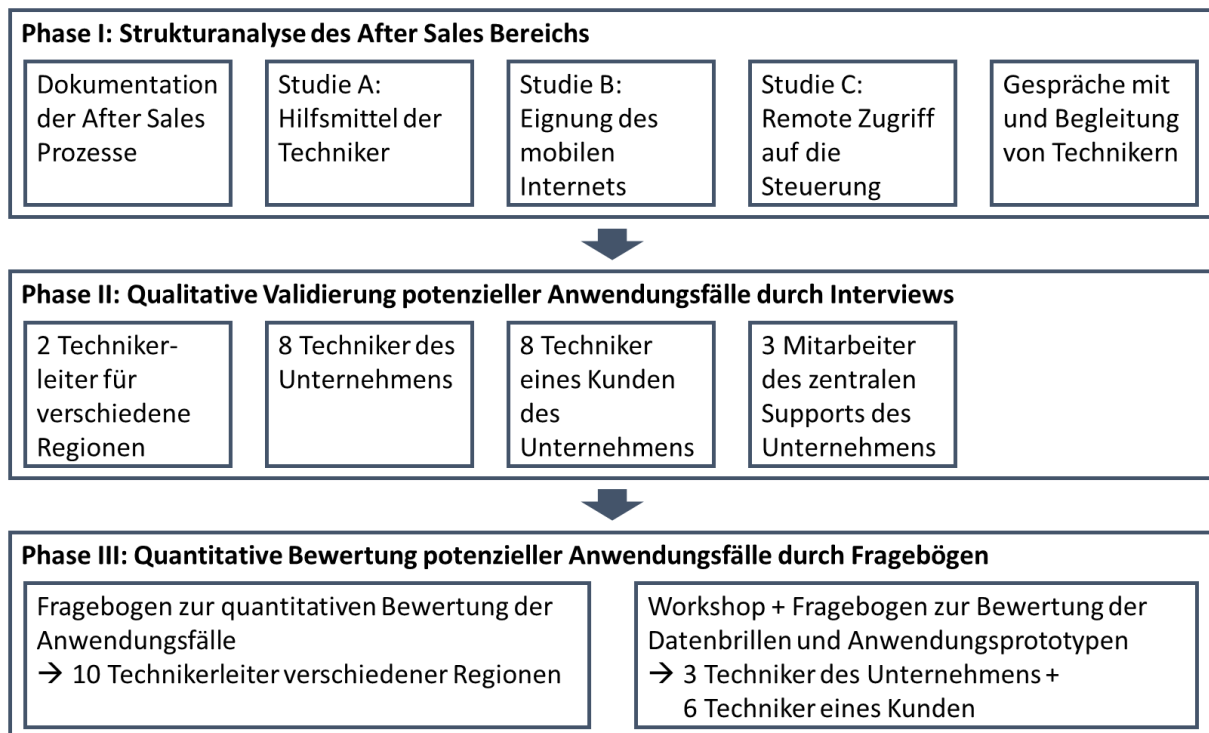 Phase I: Strukturanalyse des After Sales Bereichs
Dokumentation
der After Sales
Prozesse
Studie A:
Hilfsmittel der
Techniker
Studie B:
Eignung des
mobilen
Internets
Studie C:
Remote Zugriff
auf die
Steuerung
Gespräche mit
und Begleitung
von Technikern
Phase II: Qualitative Validierung potenzieller Anwendungsfälle durch Interviews
2 Techniker-
leiter für
verschiedene
Regionen
8 Techniker des
Unternehmens
8 Techniker
eines Kunden
des
Unternehmens
3 Mitarbeiter
des zentralen
Supports des
Unternehmens
Phase III: Quantitative Bewertung potenzieller Anwendungsfälle durch Fragebögen
Fragebogen zur quantitativen Bewertung der
Anwendungsfälle
→ 10 Technikerleiter verschiedener Regionen
Workshop + Fragebogen zur Bewertung der
Datenbrillen und Anwendungsprototypen
→ 3 Techniker des Unternehmens +
6 Techniker eines Kunden